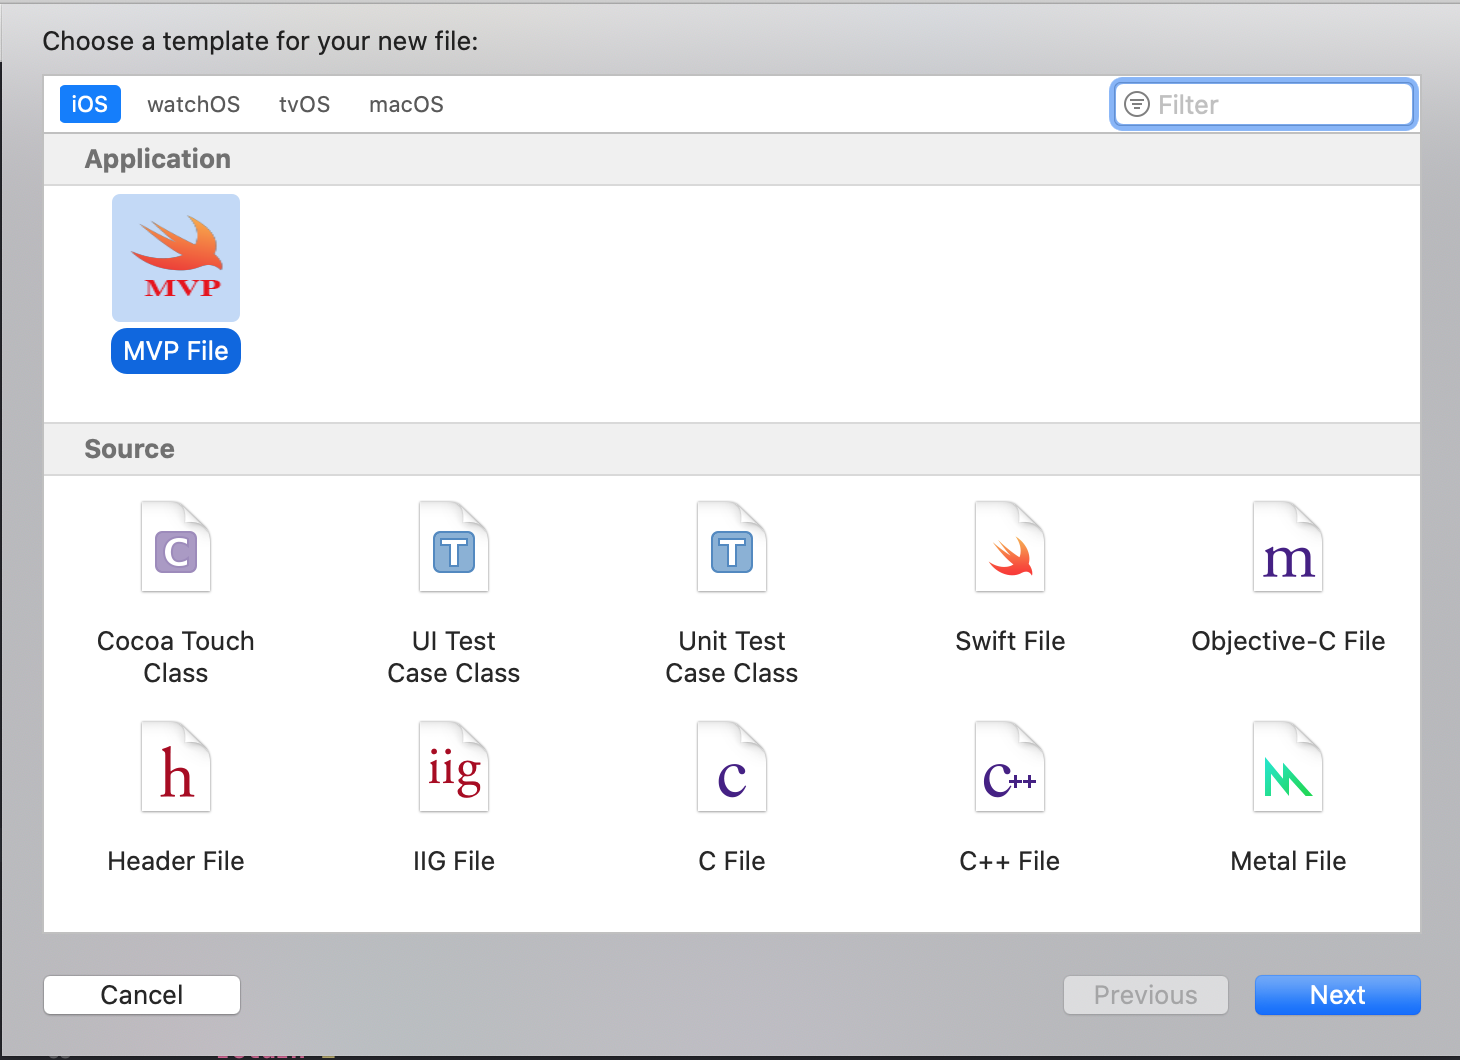 Choose a template for your new file:
iOS watchOS tvOS macOS Filter
Application
MVP
MVP File
Source
C T T m
Cocoa Touch Class
UI Test Case Class
Unit Test Case Class
Swift File
Objective-C File
h iig c c++
Header File
IIG File
C File
C++ File
Metal File
Cancel Previous Next